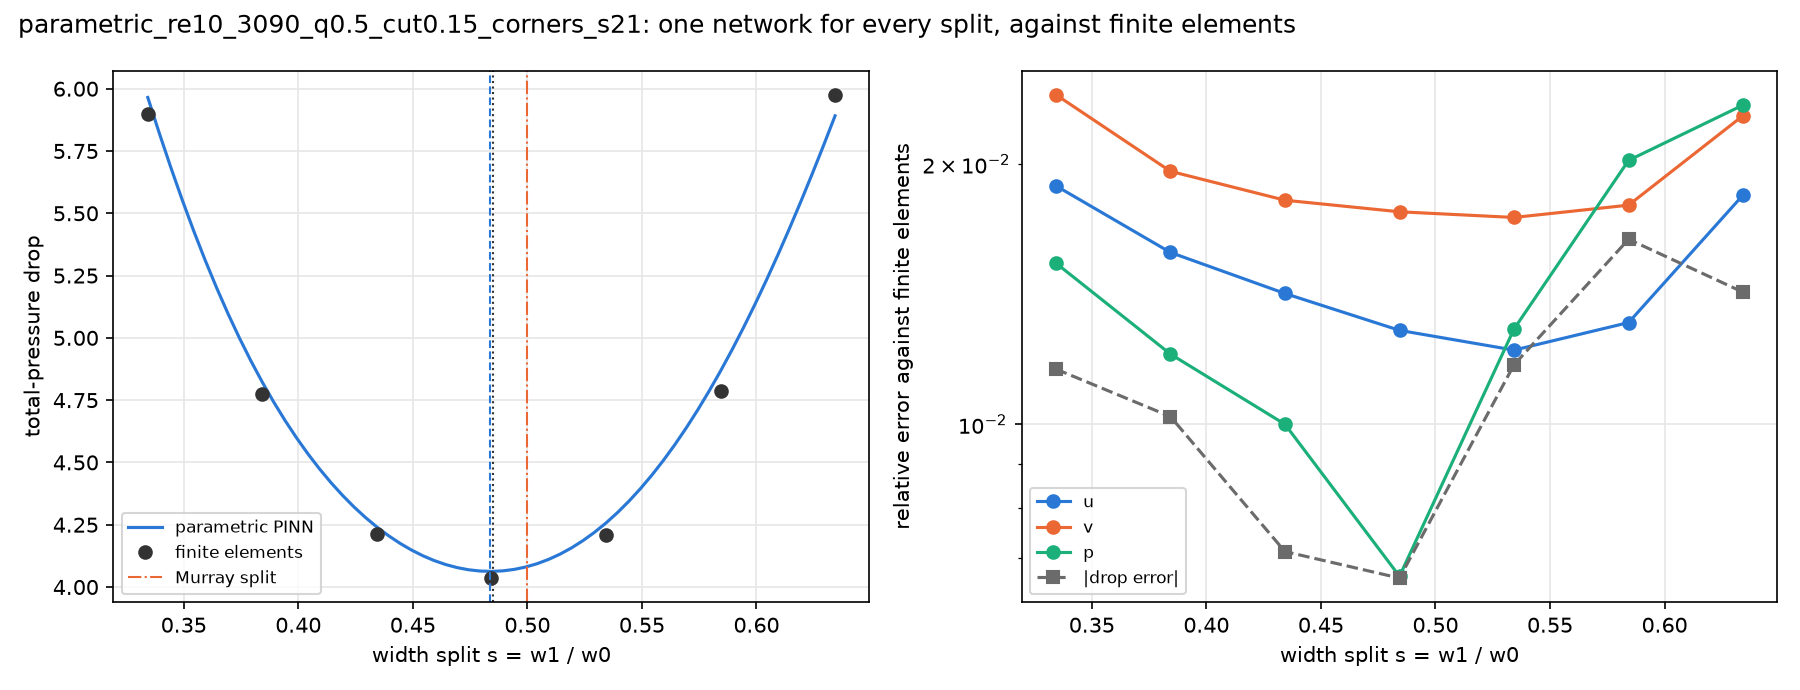 parametric_re10_3090_q0.5_cut0.15_corners_s21: one network for every split, against finite elements
total-pressure drop
6.00
5.75
5.50
5.25
5.00
4.75
4.50
4.25
4.00
parametric PINN
finite elements
Murray split
0.35 0.40 0.45 0.50 0.55 0.60
width split s = w1 / w0
relative error against finite elements
2 × 10⁻²
10⁻²
u
v
p
|drop error|
0.35 0.40 0.45 0.50 0.55 0.60
width split s = w1 / w0